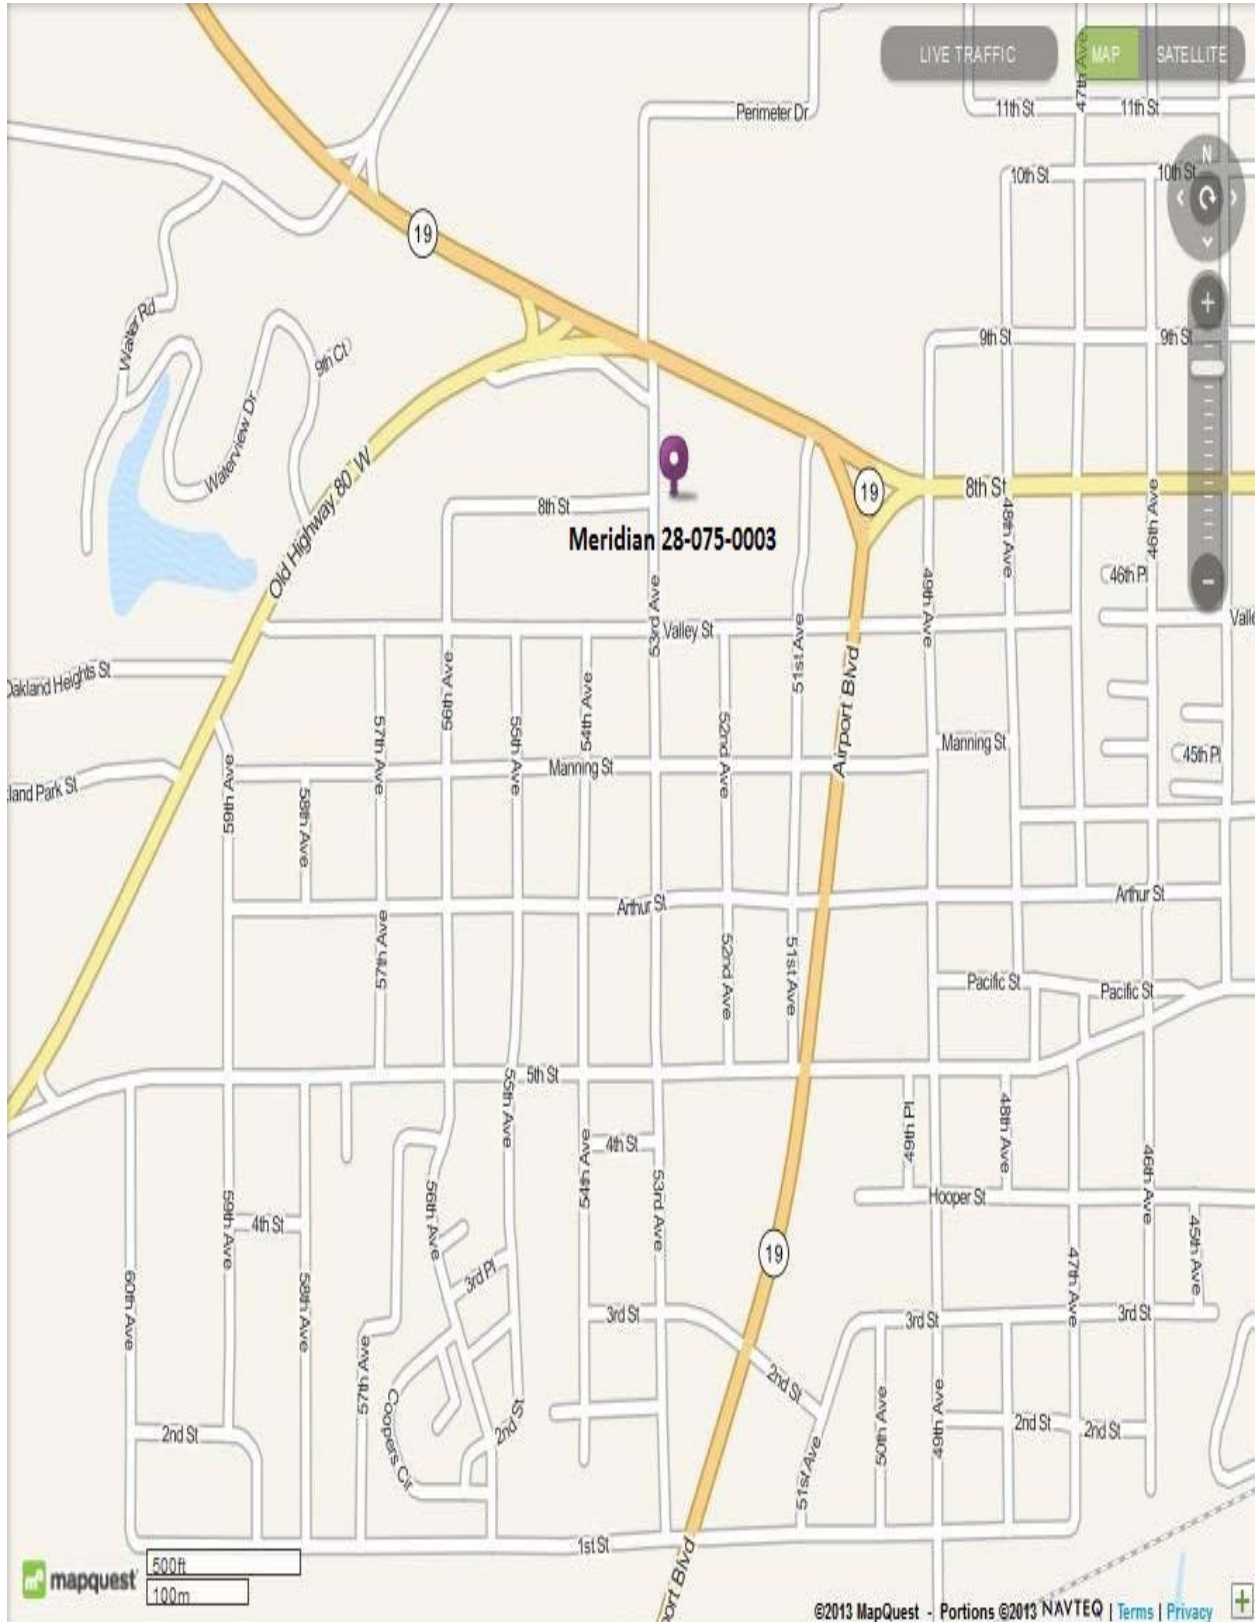 LIVE TRAFFIC
MAP
SATELLITE
47th Ave
Perimeter Dr
11th St
11th St
N
10th St
10th St
19
Walter Rd
9th Ct
9th St
9th St
Waterview Dr
Old Highway 80 W
8th St
19
8th St
48th Ave
46th Ave
Meridian 28-075-0003
46th Pl
53rd Ave
49th Ave
Valley St
51st Ave
Oakland Heights St
56th Ave
54th Ave
Airport Blvd
57th Ave
55th Ave
52nd Ave
Manning St
Manning St
45th Pl
land Park St
59th Ave
58th Ave
Arthur St
Arthur St
57th Ave
52nd Ave
51st Ave
Pacific St
Pacific St
5th St
55th Ave
49th Pl
48th Ave
54th Ave
4th St
53rd Ave
46th Ave
56th Ave
59th Ave
4th St
Hooper St
45th Ave
19
47th Ave
60th Ave
58th Ave
3rd Pl
3rd St
3rd St
3rd St
57th Ave
2nd St
Coopers Cir
2nd St
50th Ave
49th Ave
2nd St
2nd St
2nd St
51st Ave
1st St
port Blvd
mapquest
500ft
100m
©2013 MapQuest - Portions ©2013 NAVTEQ | Terms | Privacy